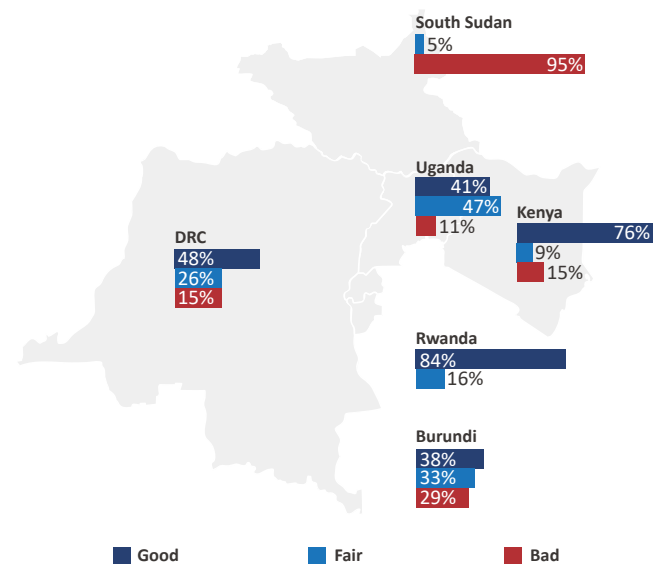 South Sudan
5%
95%
Uganda
41%
47%
11%
Kenya
76%
9%
15%
DRC
48%
26%
15%
Rwanda
84%
16%
Burundi
38%
33%
29%
Good Fair Bad